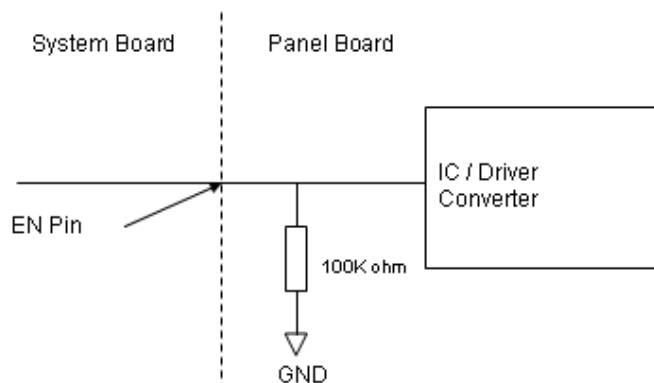 System Board
Panel Board
IC / Driver
Converter
EN Pin
100K ohm
GND